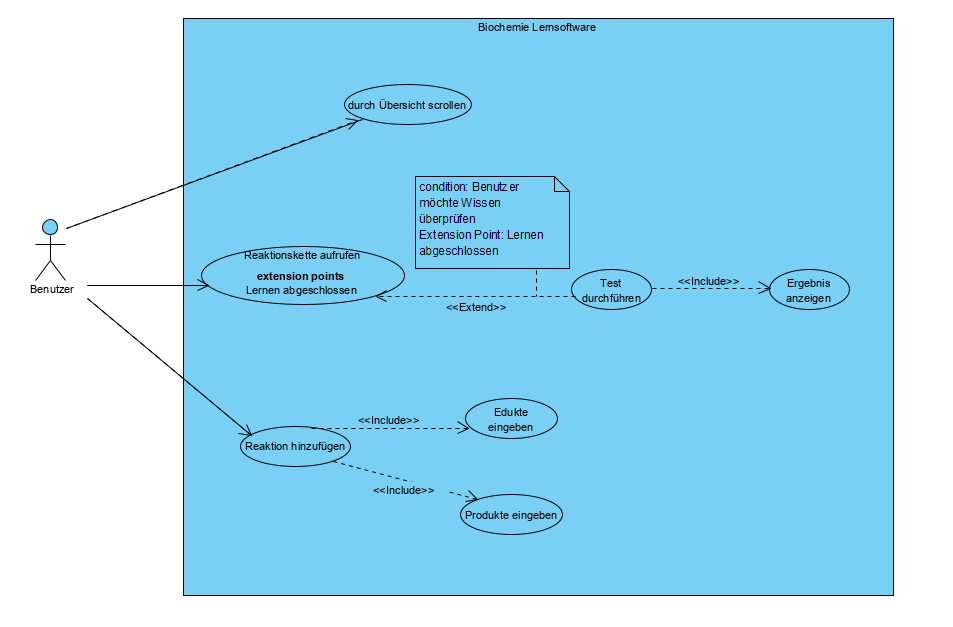 Biochemie Lernsoftware
durch Übersicht scrollen
condition: Benutzer
möchte Wissen
überprüfen
Extension Point: Lernen
abgeschlossen
Benutzer
Reaktionskette aufrufen
extension points
Lernen abgeschlossen
<<Extend>>
Test
durchführen
<<Include>>
Ergebnis
anzeigen
Reaktion hinzufügen
<<Include>>
Edukte
eingeben
<<Include>>
Produkte eingeben